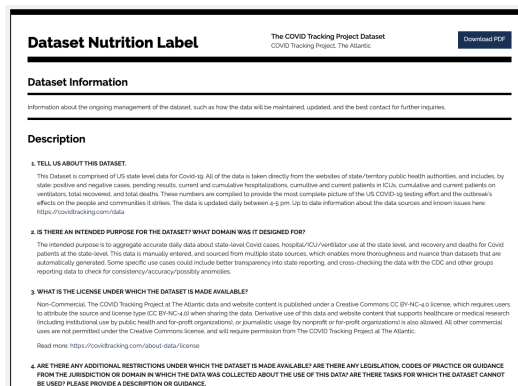 Dataset Nutrition Label
The COVID Tracking Project Dataset
COVID Tracking Project, The Atlantic
Download PDF
Dataset Information
Information about the ongoing management of the dataset, such as how the data will be maintained, updated, and the best contact for further inquiries.
Description
1. TELL US ABOUT THIS DATASET.
This Dataset is comprised of US state level data for Covid-19. All of the data is taken directly from the websites of state/territory public health authorities, and includes, by
state: positive and negative cases, pending results, current and cumulative hospitalizations, cumulative and current patients in ICUs, cumulative and current patients on
ventilators, total recovered, and total deaths. These numbers are compiled to provide the most complete picture of the US COVID-19 testing effort and the outbreak's
effects on the people and communities it strikes. The data is updated daily between 4-5 pm. Up to date information about the data sources and known issues here:
https://covidtracking.com/data
2. IS THERE AN INTENDED PURPOSE FOR THE DATASET? WHAT DOMAIN WAS IT DESIGNED FOR?
The intended purpose is to aggregate accurate daily data about state-level Covid cases, hospital/ICU/ventilator use at the state level, and recovery and deaths for Covid
patients at the state-level. This data is manually entered, and sourced from multiple state sources, which enables more thoroughness and nuance than datasets that are
automatically generated. Some specific use cases could include better transparency into state reporting, and cross-checking the data with the CDC and other groups
reporting data to check for consistency/accuracy/possibly anomolies.
3. WHAT IS THE LICENSE UNDER WHICH THE DATASET IS MADE AVAILABLE?
Non-Commercial. The COVID Tracking Project at The Atlantic data and website content is published under a Creative Commons CC BY-NC-4.0 license, which requires users
to attribute the source and license type (CC BY-NC-4.0) when sharing the data. Derivative use of this data and website content that supports healthcare or medical research
(including institutional use by public health and for-profit organizations), or journalistic usage (by nonprofit or for-profit organizations) is also allowed. All other commercial
uses are not permitted under the Creative Commons license, and will require permission from The COVID Tracking Project at The Atlantic.
Read more: https://covidtracking.com/about-data/license
4. ARE THERE ANY ADDITIONAL RESTRICTIONS UNDER WHICH THE DATASET IS MADE AVAILABLE? ARE THERE ANY LEGISLATION, CODES OF PRACTICE OR GUIDANCE
FROM THE JURISDICTION OR DOMAIN IN WHICH THE DATA WAS COLLECTED ABOUT THE USE OF THIS DATA? ARE THERE TASKS FOR WHICH THE DATASET CANNOT
BE USED? PLEASE PROVIDE A DESCRIPTION OR GUIDANCE.